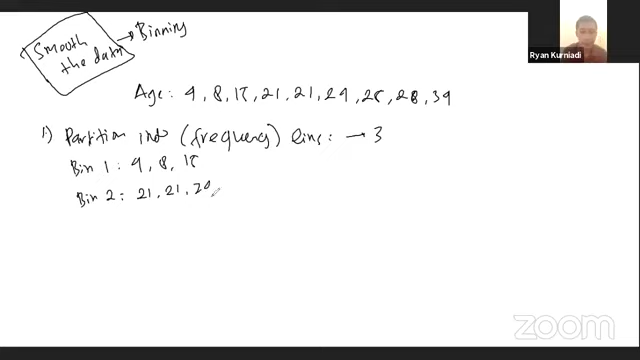 Smooth
the data
→ Binning
Ryan Kurniadi
Age: 4, 8, 15, 21, 21, 24, 25, 28, 34
1.) Partition into (frequency) bins: → 3
Bin 1: 4, 8, 15
Bin 2: 21, 21, 24
zoom